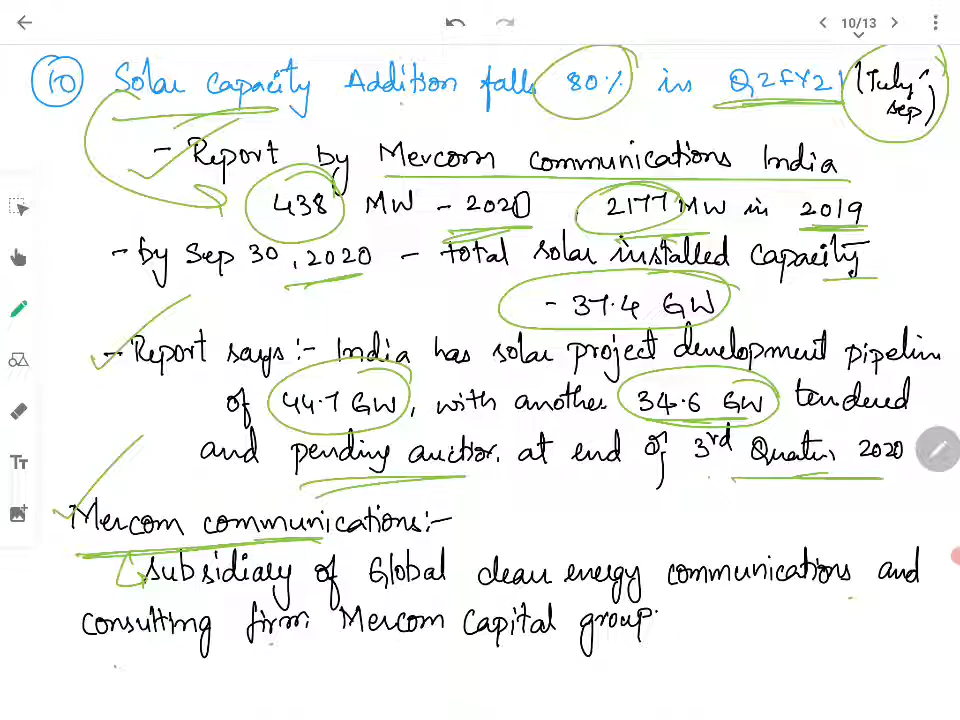 10/13
(10) Solar capacity Addition falls 80% in Q2FY21 (July-Sep)
- Report by Mercom communications India
438 MW - 2020, 2177 MW in 2019
- by Sep 30, 2020 - total solar installed capacity
- 37.4 GW
- Report says :- India has solar project development pipelin
of 44.7 GW, with another 34.6 GW tendered
and pending auction. at end of 3rd Quater, 2020
Mercom communications:-
subsidiary of Global clean energy communications and
consulting firm Mercom Capital group.
TT